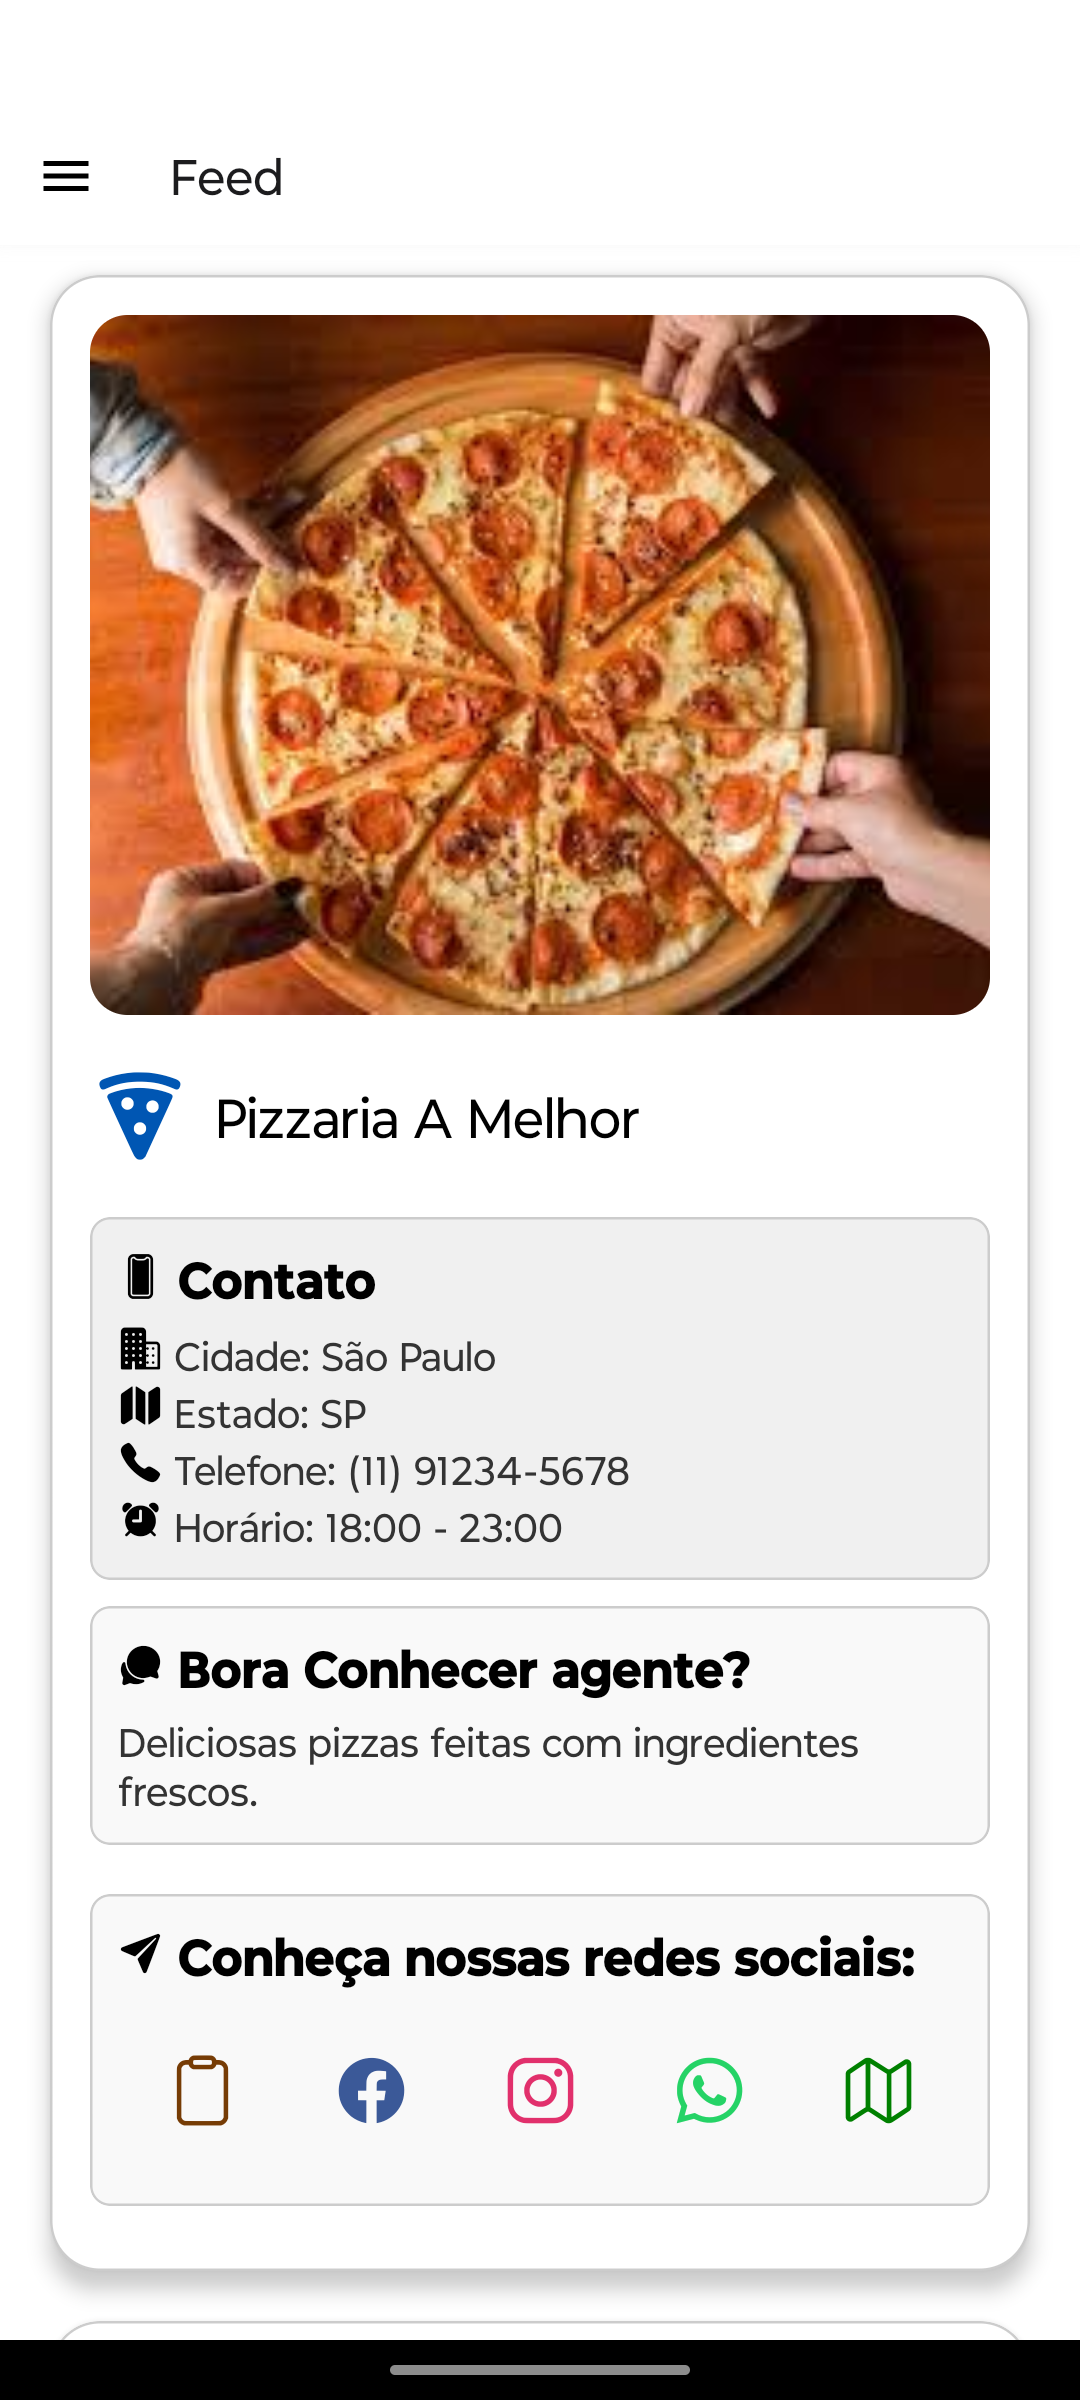 Feed
Pizzaria A Melhor
Contato
Cidade: São Paulo
Estado: SP
Telefone: (11) 91234-5678
Horário: 18:00 - 23:00
Bora Conhecer agente?
Deliciosas pizzas feitas com ingredientes
frescos.
Conheça nossas redes sociais: